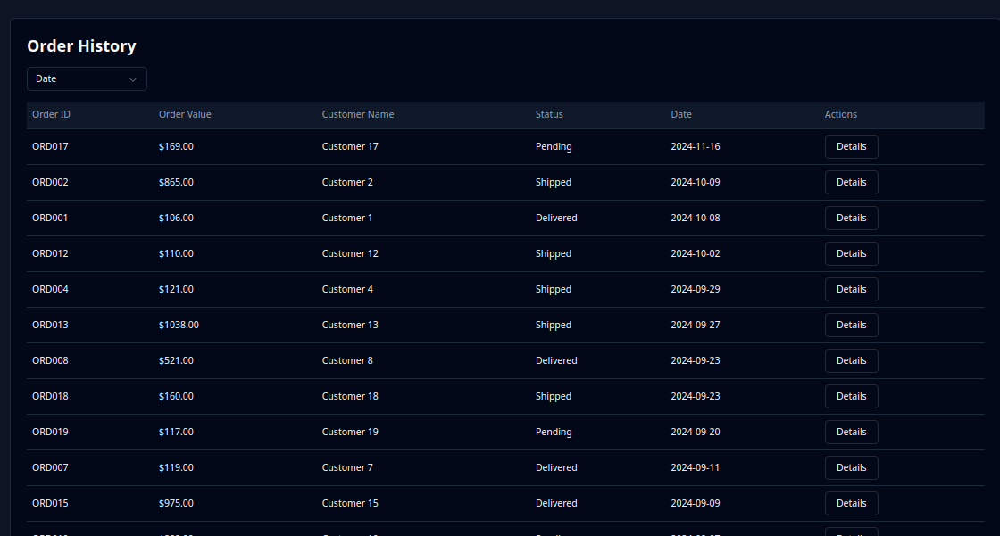 Order History
Date
Order ID Order Value Customer Name Status Date Actions
ORD017 $169.00 Customer 17 Pending 2024-11-16 Details
ORD002 $865.00 Customer 2 Shipped 2024-10-09 Details
ORD001 $106.00 Customer 1 Delivered 2024-10-08 Details
ORD012 $110.00 Customer 12 Shipped 2024-10-02 Details
ORD004 $121.00 Customer 4 Shipped 2024-09-29 Details
ORD013 $1038.00 Customer 13 Shipped 2024-09-27 Details
ORD008 $521.00 Customer 8 Delivered 2024-09-23 Details
ORD018 $160.00 Customer 18 Shipped 2024-09-23 Details
ORD019 $117.00 Customer 19 Pending 2024-09-20 Details
ORD007 $119.00 Customer 7 Delivered 2024-09-11 Details
ORD015 $975.00 Customer 15 Delivered 2024-09-09 Details